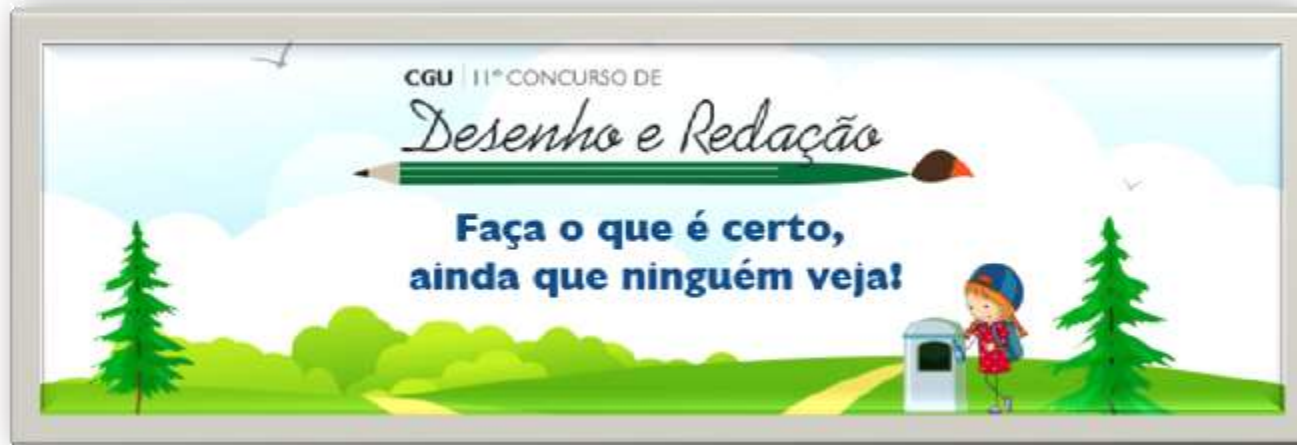 CGU | 11º CONCURSO DE
Desenho e Redação
Faça o que é certo,
ainda que ninguém veja!